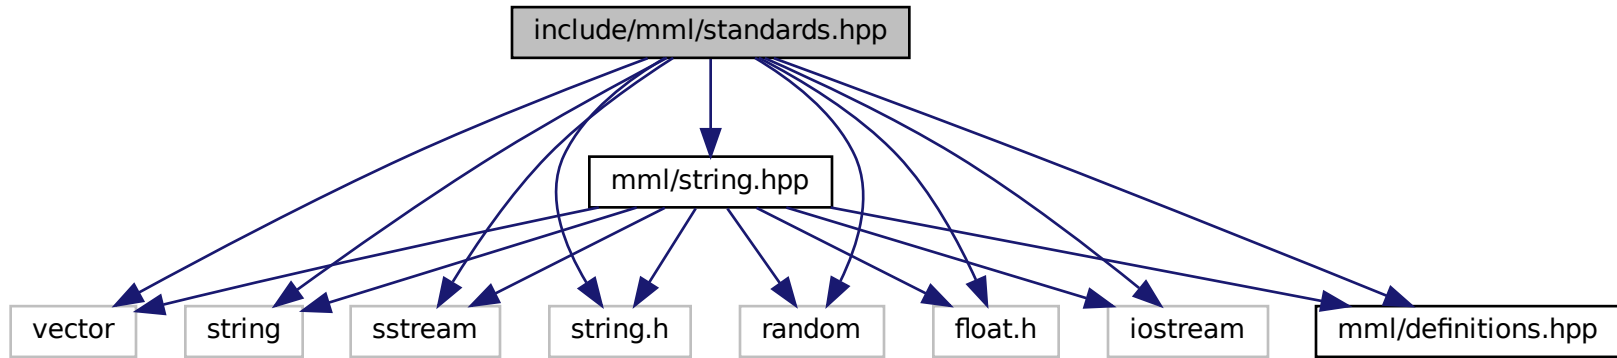 include/mml/standards.hpp
mml/string.hpp
vector
string
sstream
string.h
random
float.h
iostream
mml/definitions.hpp